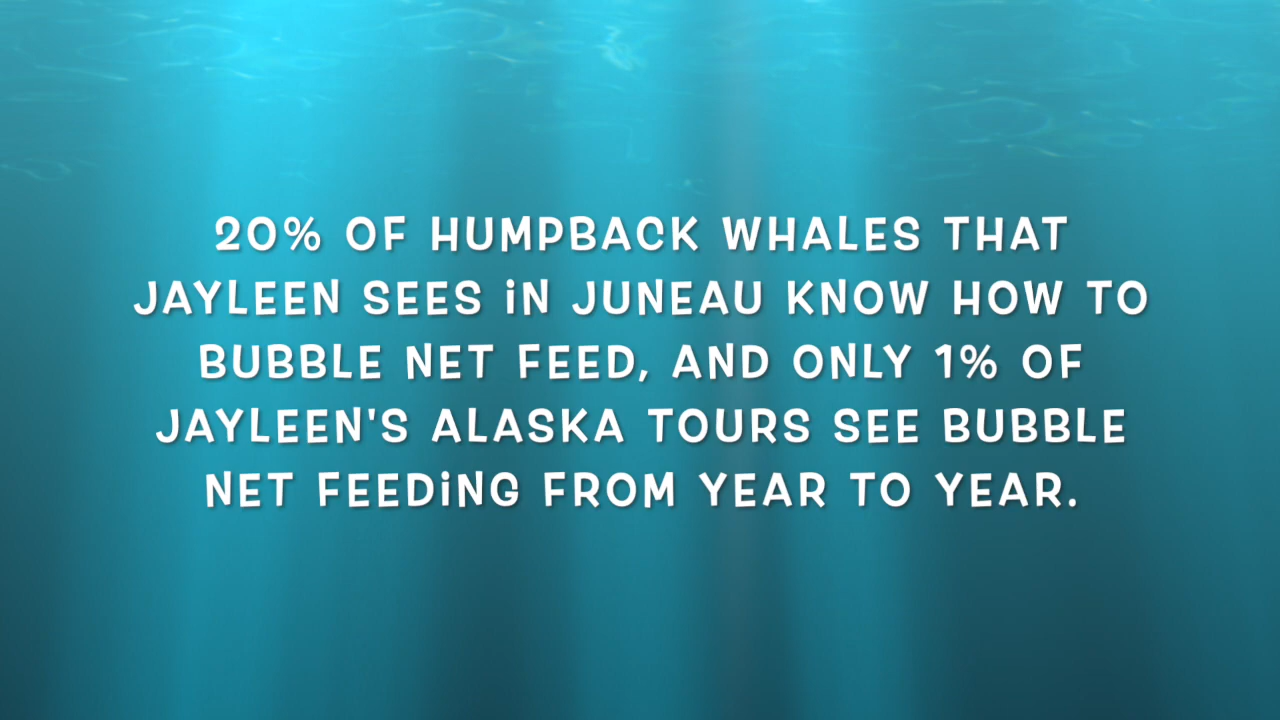 20% OF HUMPBACK WHALES THAT
JAYLEEN SEES IN JUNEAU KNOW HOW TO
BUBBLE NET FEED, AND ONLY 1% OF
JAYLEEN'S ALASKA TOURS SEE BUBBLE
NET FEEDING FROM YEAR TO YEAR.